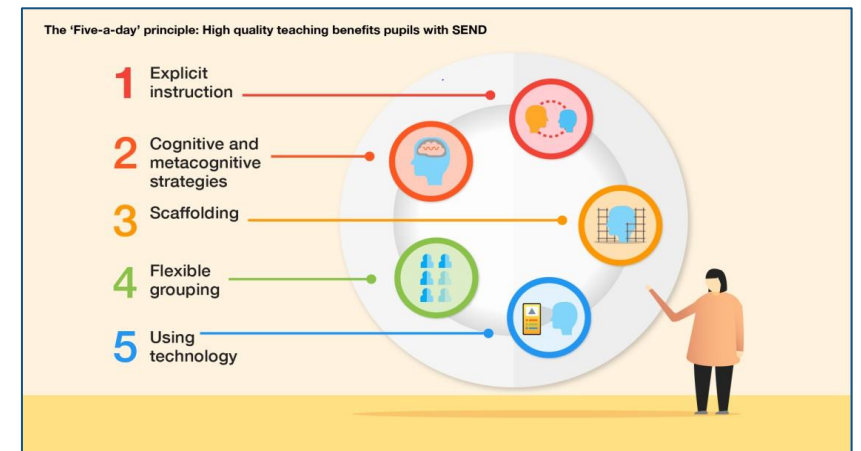 The ‘Five-a-day’ principle: High quality teaching benefits pupils with SEND
1 Explicit
instruction
2 Cognitive and
metacognitive
strategies
3 Scaffolding
4 Flexible
grouping
5 Using
technology